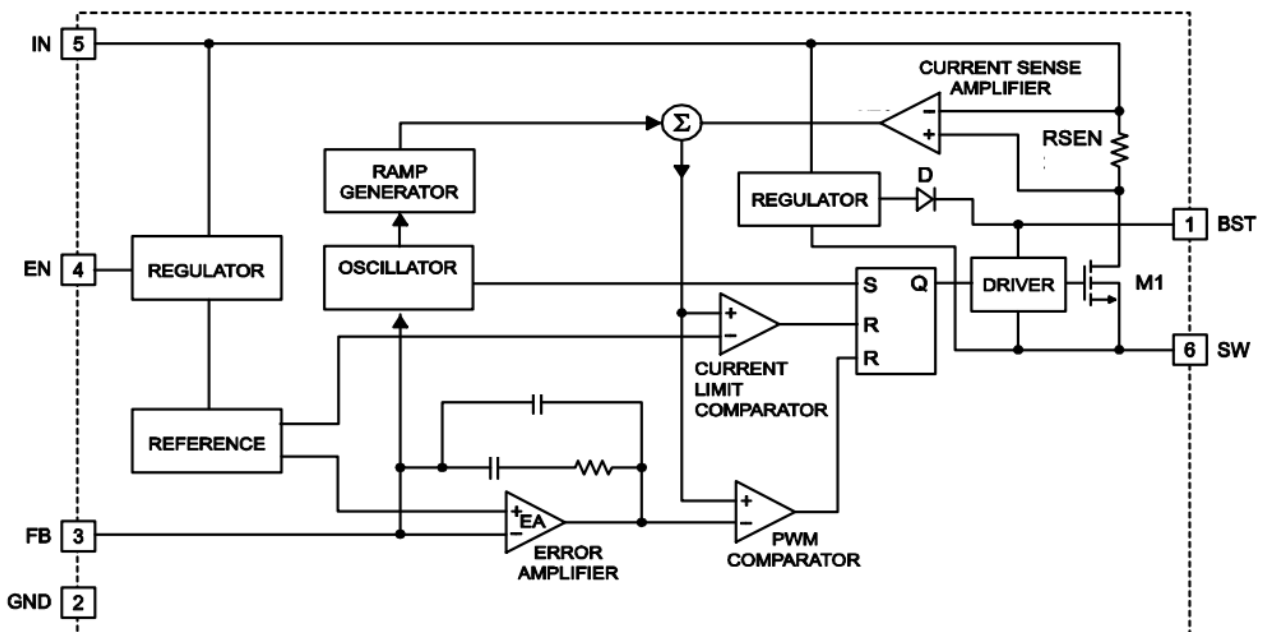 IN 5
CURRENT SENSE
AMPLIFIER
- 
+
Σ
RSEN
RAMP
GENERATOR
D
REGULATOR
1 BST
EN 4
REGULATOR
OSCILLATOR
S Q
DRIVER
M1
+
-
R
CURRENT
LIMIT
COMPARATOR
R
6 SW
REFERENCE
+
EA
-
ERROR
AMPLIFIER
+
-
PWM
COMPARATOR
FB 3
GND 2